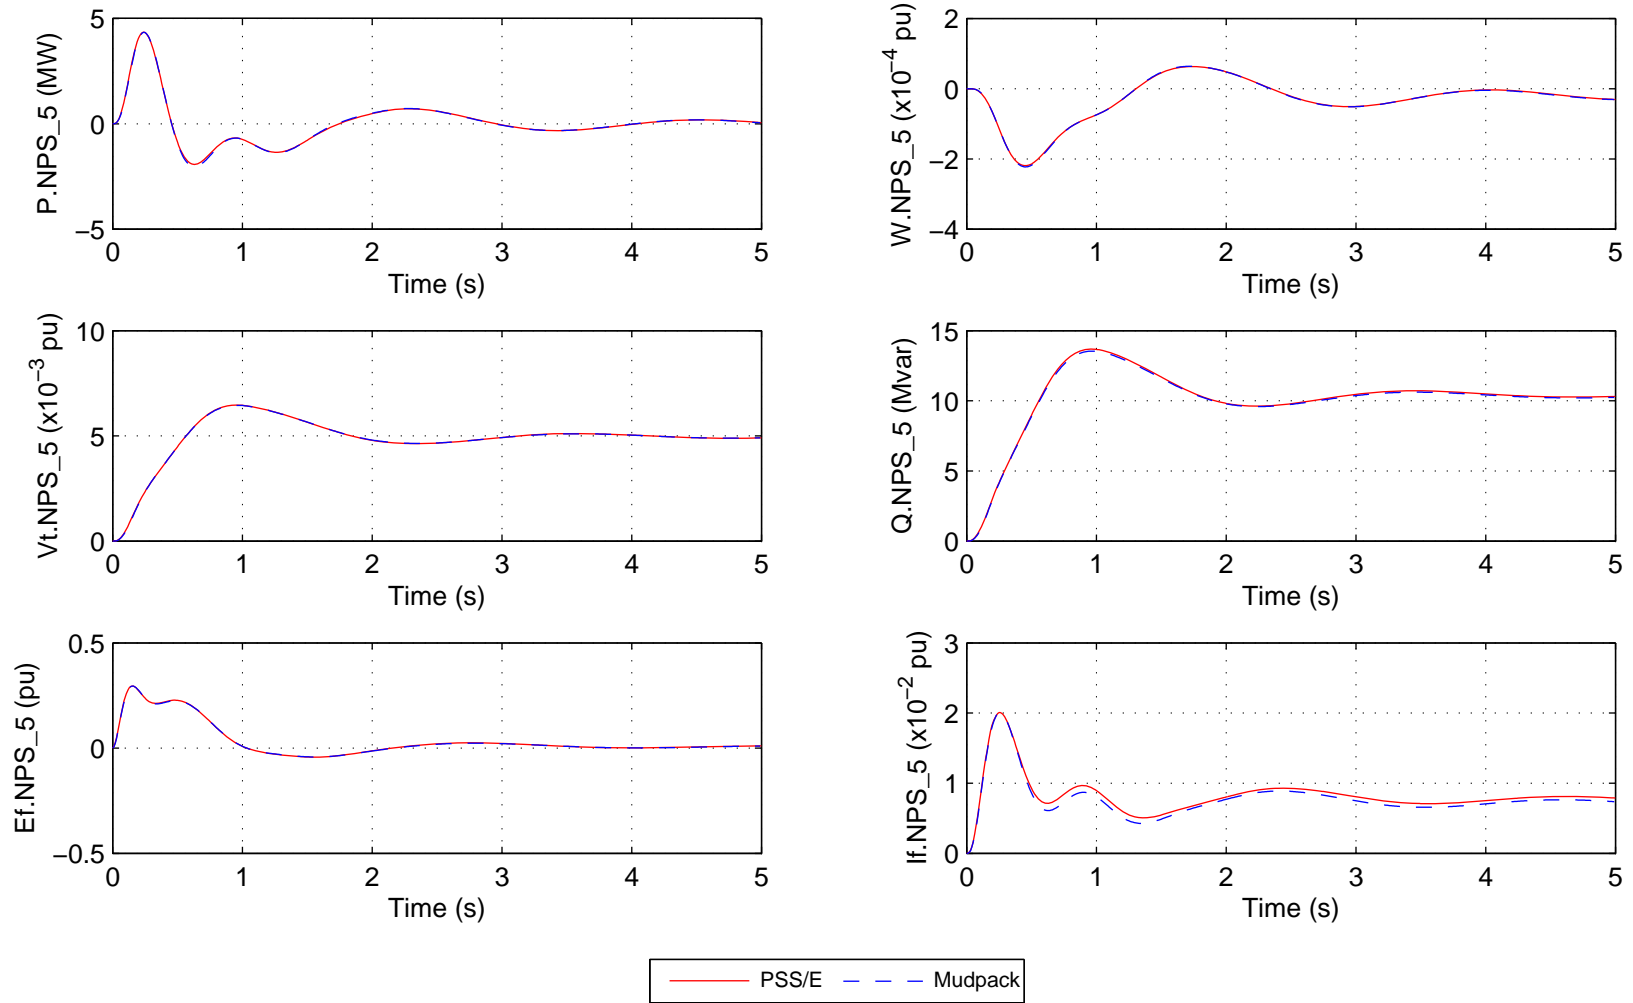 5
0
−5
P.NPS_5 (MW)
0 1 2 3 4 5
Time (s)
2
0
−2
−4
W.NPS_5 (x10−4 pu)
0 1 2 3 4 5
Time (s)
10
5
0
Vt.NPS_5 (x10−3 pu)
0 1 2 3 4 5
Time (s)
15
10
5
0
Q.NPS_5 (Mvar)
0 1 2 3 4 5
Time (s)
0.5
0
−0.5
Ef.NPS_5 (pu)
0 1 2 3 4 5
Time (s)
3
2
1
0
If.NPS_5 (x10−2 pu)
0 1 2 3 4 5
Time (s)
PSS/E Mudpack